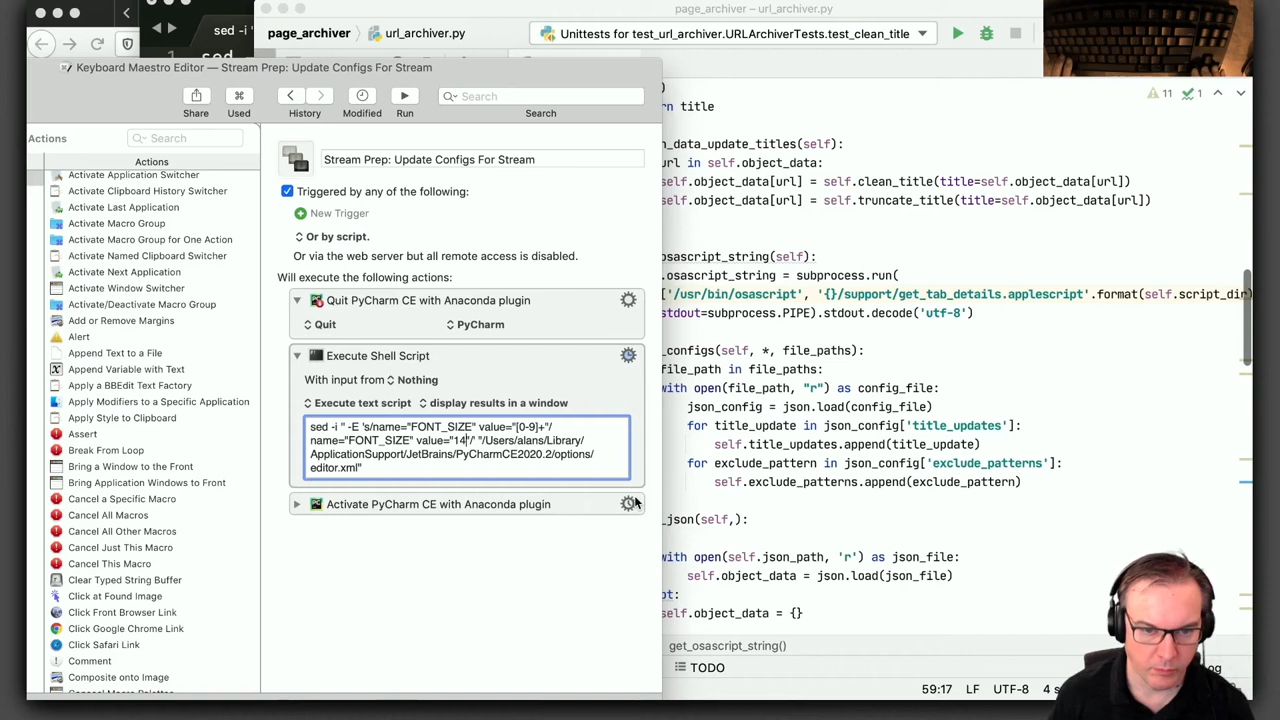 page_archiver – url_archiver.py
sed -i '
page_archiver
url_archiver.py
Unittests for test_url_archiver.URLArchiverTests.test_clean_title
1 sed
Keyboard Maestro Editor — Stream Prep: Update Configs For Stream
Share
Used
History
Modified
Run
Search
Search
Actions
Search
Actions
Activate Application Switcher
Activate Clipboard History Switcher
Activate Last Application
Activate Macro Group
Activate Macro Group for One Action
Activate Named Clipboard Switcher
Activate Next Application
Activate Window Switcher
Activate/Deactivate Macro Group
Add or Remove Margins
Alert
Append Text to a File
Append Variable with Text
Apply a BBEdit Text Factory
Apply Modifiers to a Specific Application
Apply Style to Clipboard
Assert
Break From Loop
Bring a Window to the Front
Bring Application Windows to Front
Cancel a Specific Macro
Cancel All Macros
Cancel All Other Macros
Cancel Just This Macro
Cancel This Macro
Clear Typed String Buffer
Click at Found Image
Click Front Browser Link
Click Google Chrome Link
Click Safari Link
Comment
Composite onto Image
Stream Prep: Update Configs For Stream
Triggered by any of the following:
New Trigger
Or by script.
Or via the web server but all remote access is disabled.
Will execute the following actions:
Quit PyCharm CE with Anaconda plugin
Quit
PyCharm
Execute Shell Script
With input from Nothing
Execute text script
display results in a window
sed -i '' -E 's/name="FONT_SIZE" value="[0-9]+"/
name="FONT_SIZE" value="14"/' "/Users/alans/Library/
ApplicationSupport/JetBrains/PyCharmCE2020.2/options/
editor.xml"
Activate PyCharm CE with Anaconda plugin
11
1
)
rn title
n_data_update_titles(self):
url in self.object_data:
self.object_data[url] = self.clean_title(title=self.object_data[url])
self.object_data[url] = self.truncate_title(title=self.object_data[url])
osascript_string(self):
.osascript_string = subprocess.run(
['/usr/bin/osascript', '{}/support/get_tab_details.applescript'.format(self.script_dir)
stdout=subprocess.PIPE).stdout.decode('utf-8')
_configs(self, *, file_paths):
file_path in file_paths:
with open(file_path, "r") as config_file:
json_config = json.load(config_file)
for title_update in json_config['title_updates']:
self.title_updates.append(title_update)
for exclude_pattern in json_config['exclude_patterns']:
self.exclude_patterns.append(exclude_pattern)
_json(self,):
with open(self.json_path, 'r') as json_file:
self.object_data = json.load(json_file)
pt:
self.object_data = {}
get_osascript_string()
TODO
59:17 LF UTF-8 4 s